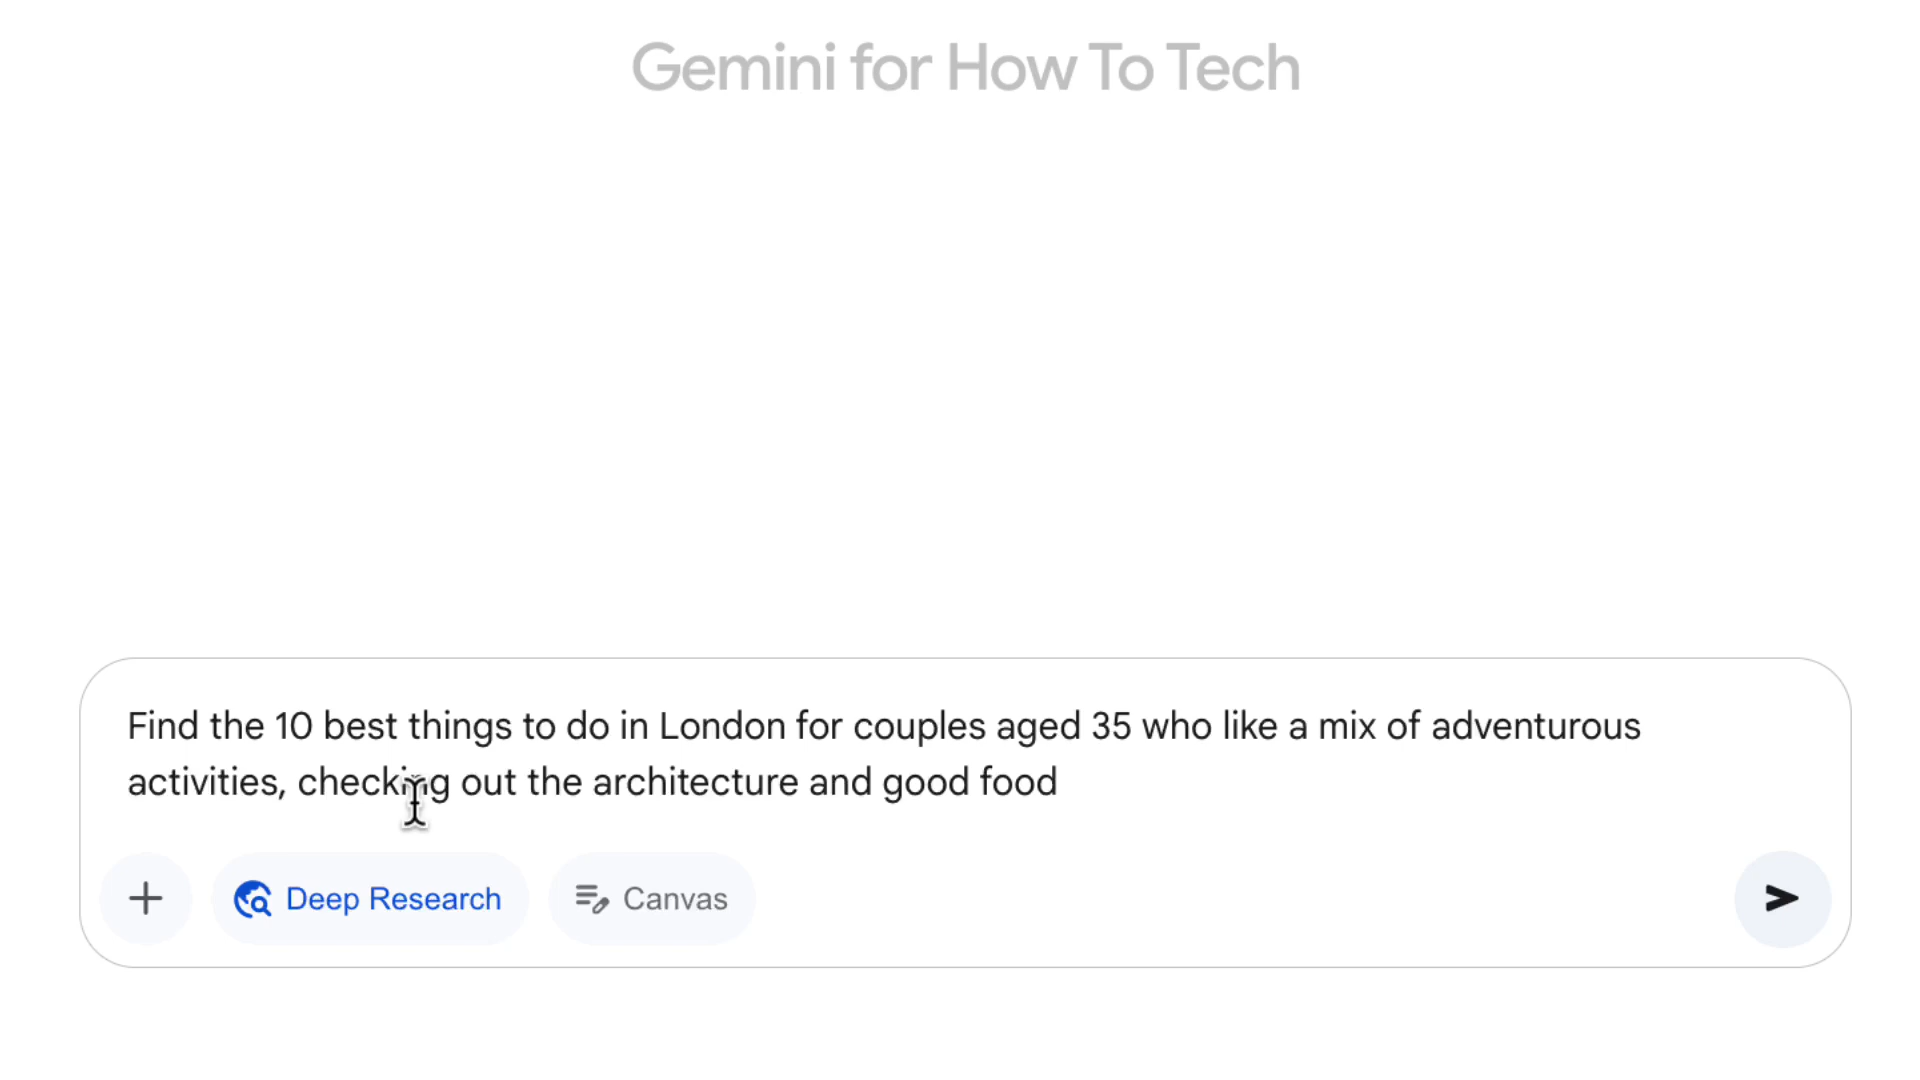 Gemini for How To Tech
Find the 10 best things to do in London for couples aged 35 who like a mix of adventurous
activities, checking out the architecture and good food
Deep Research
Canvas